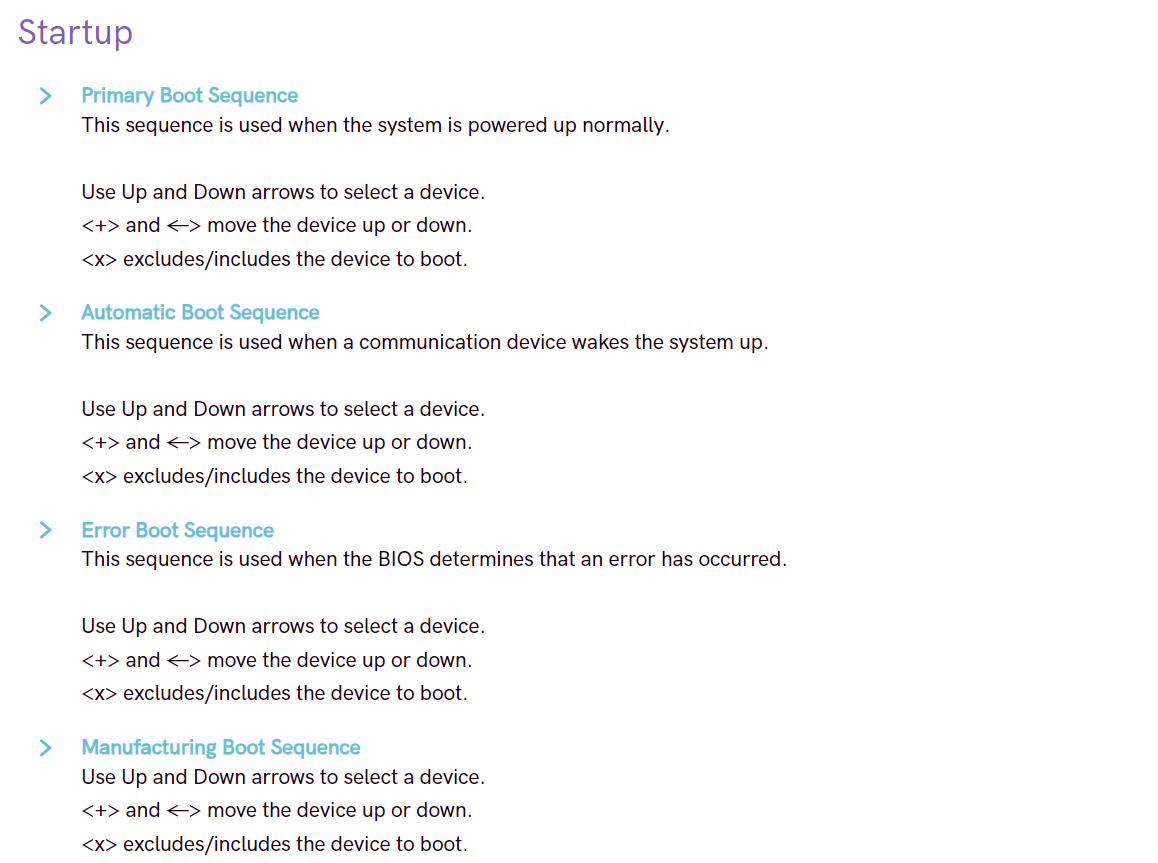 Startup
Primary Boot Sequence
This sequence is used when the system is powered up normally.
Use Up and Down arrows to select a device.
<+> and <-> move the device up or down.
<x> excludes/includes the device to boot.
Automatic Boot Sequence
This sequence is used when a communication device wakes the system up.
Use Up and Down arrows to select a device.
<+> and <-> move the device up or down.
<x> excludes/includes the device to boot.
Error Boot Sequence
This sequence is used when the BIOS determines that an error has occurred.
Use Up and Down arrows to select a device.
<+> and <-> move the device up or down.
<x> excludes/includes the device to boot.
Manufacturing Boot Sequence
Use Up and Down arrows to select a device.
<+> and <-> move the device up or down.
<x> excludes/includes the device to boot.